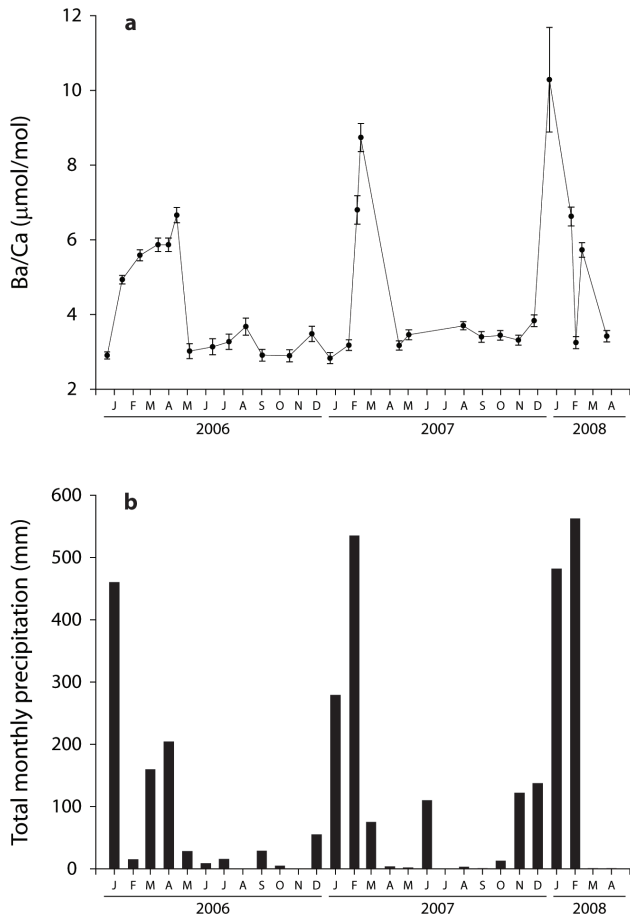 a
12
10
8
6
4
2
Ba/Ca (μmol/mol)
J F M A M J J A S O N D J F M A M J J A S O N D J F M A
2006 2007 2008
b
600
500
400
300
200
100
0
Total monthly precipitation (mm)
J F M A M J J A S O N D J F M A M J J A S O N D J F M A
2006 2007 2008